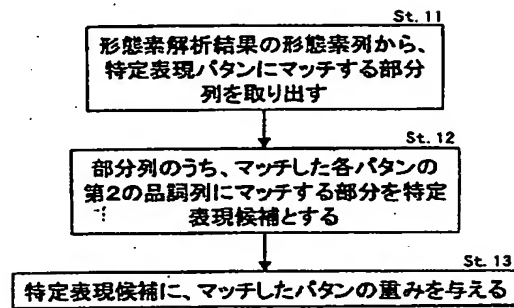 St. 11
形態素解析結果の形態素列から、
特定表現パタンにマッチする部分
列を取り出す
St. 12
部分列のうち、マッチした各パタンの
第2の品詞列にマッチする部分を特定
表現候補とする
St. 13
特定表現候補に、マッチしたパタンの重みを与える